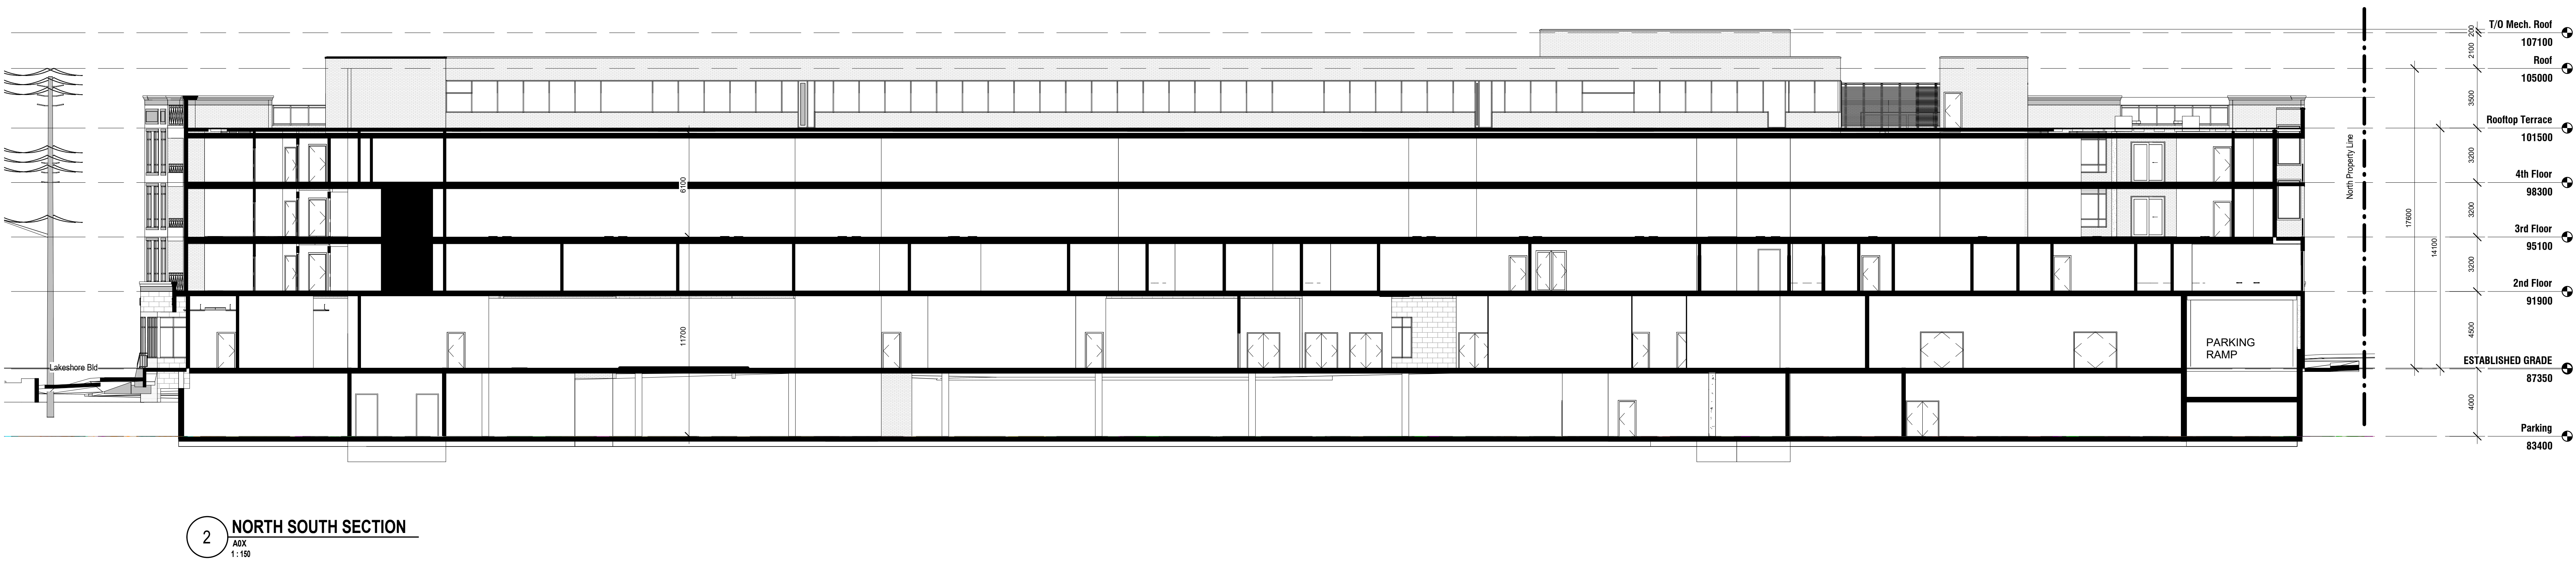 T/O Mech. Roof
107100
Roof
105000
Rooftop Terrace
101500
4th Floor
98300
3rd Floor
95100
2nd Floor
91900
ESTABLISHED GRADE
87350
Parking
83400
200
2100
3500
3200
3200
3200
4500
4000
17600
14100
North Property Line
6100
11700
Lakeshore Bld
PARKING
RAMP
2
NORTH SOUTH SECTION
A0X
1 : 150